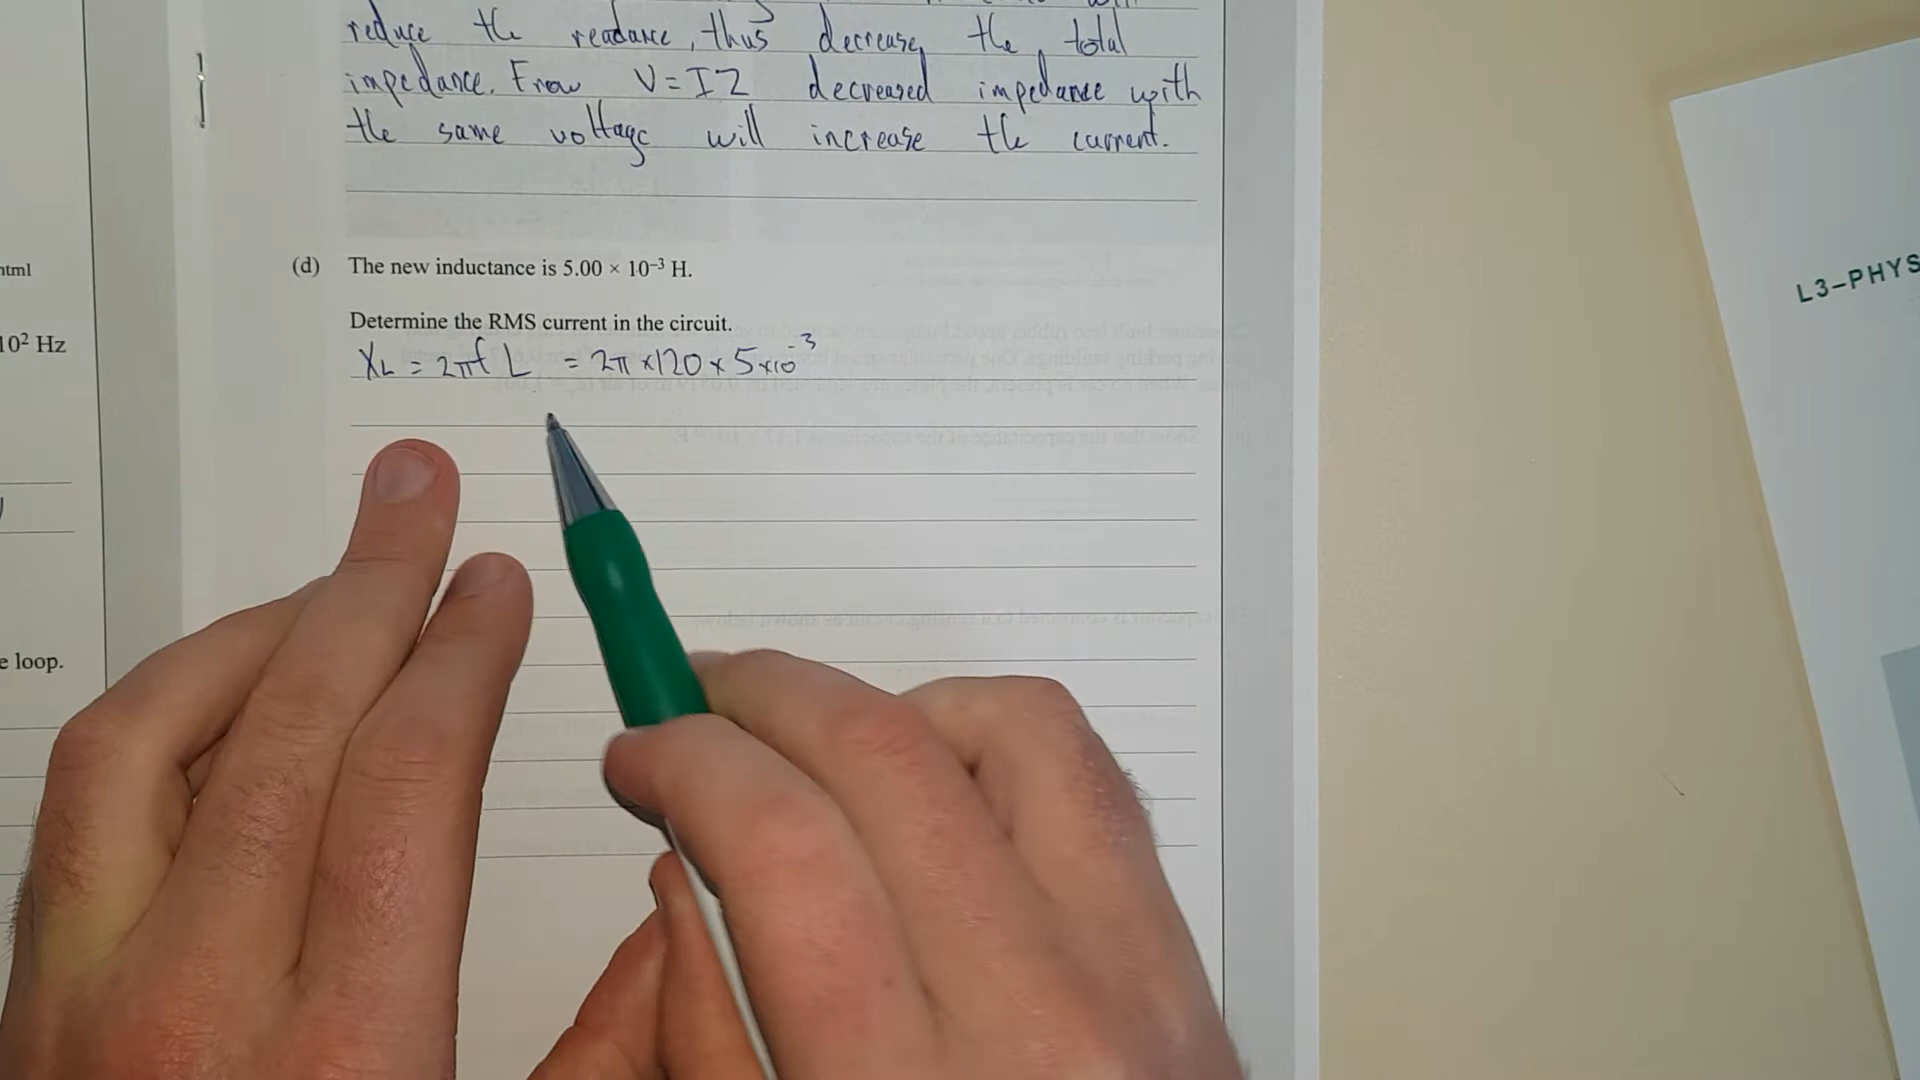 reduce the readance, thus decrease the total
impedance. From V=IZ decreased impedance with
the same voltage will increase the current.
(d) The new inductance is 5.00 × 10⁻³ H.
Determine the RMS current in the circuit.
X_L = 2πfL = 2π×120×5×10⁻³
html
10² Hz
e loop.
L3–PHYS